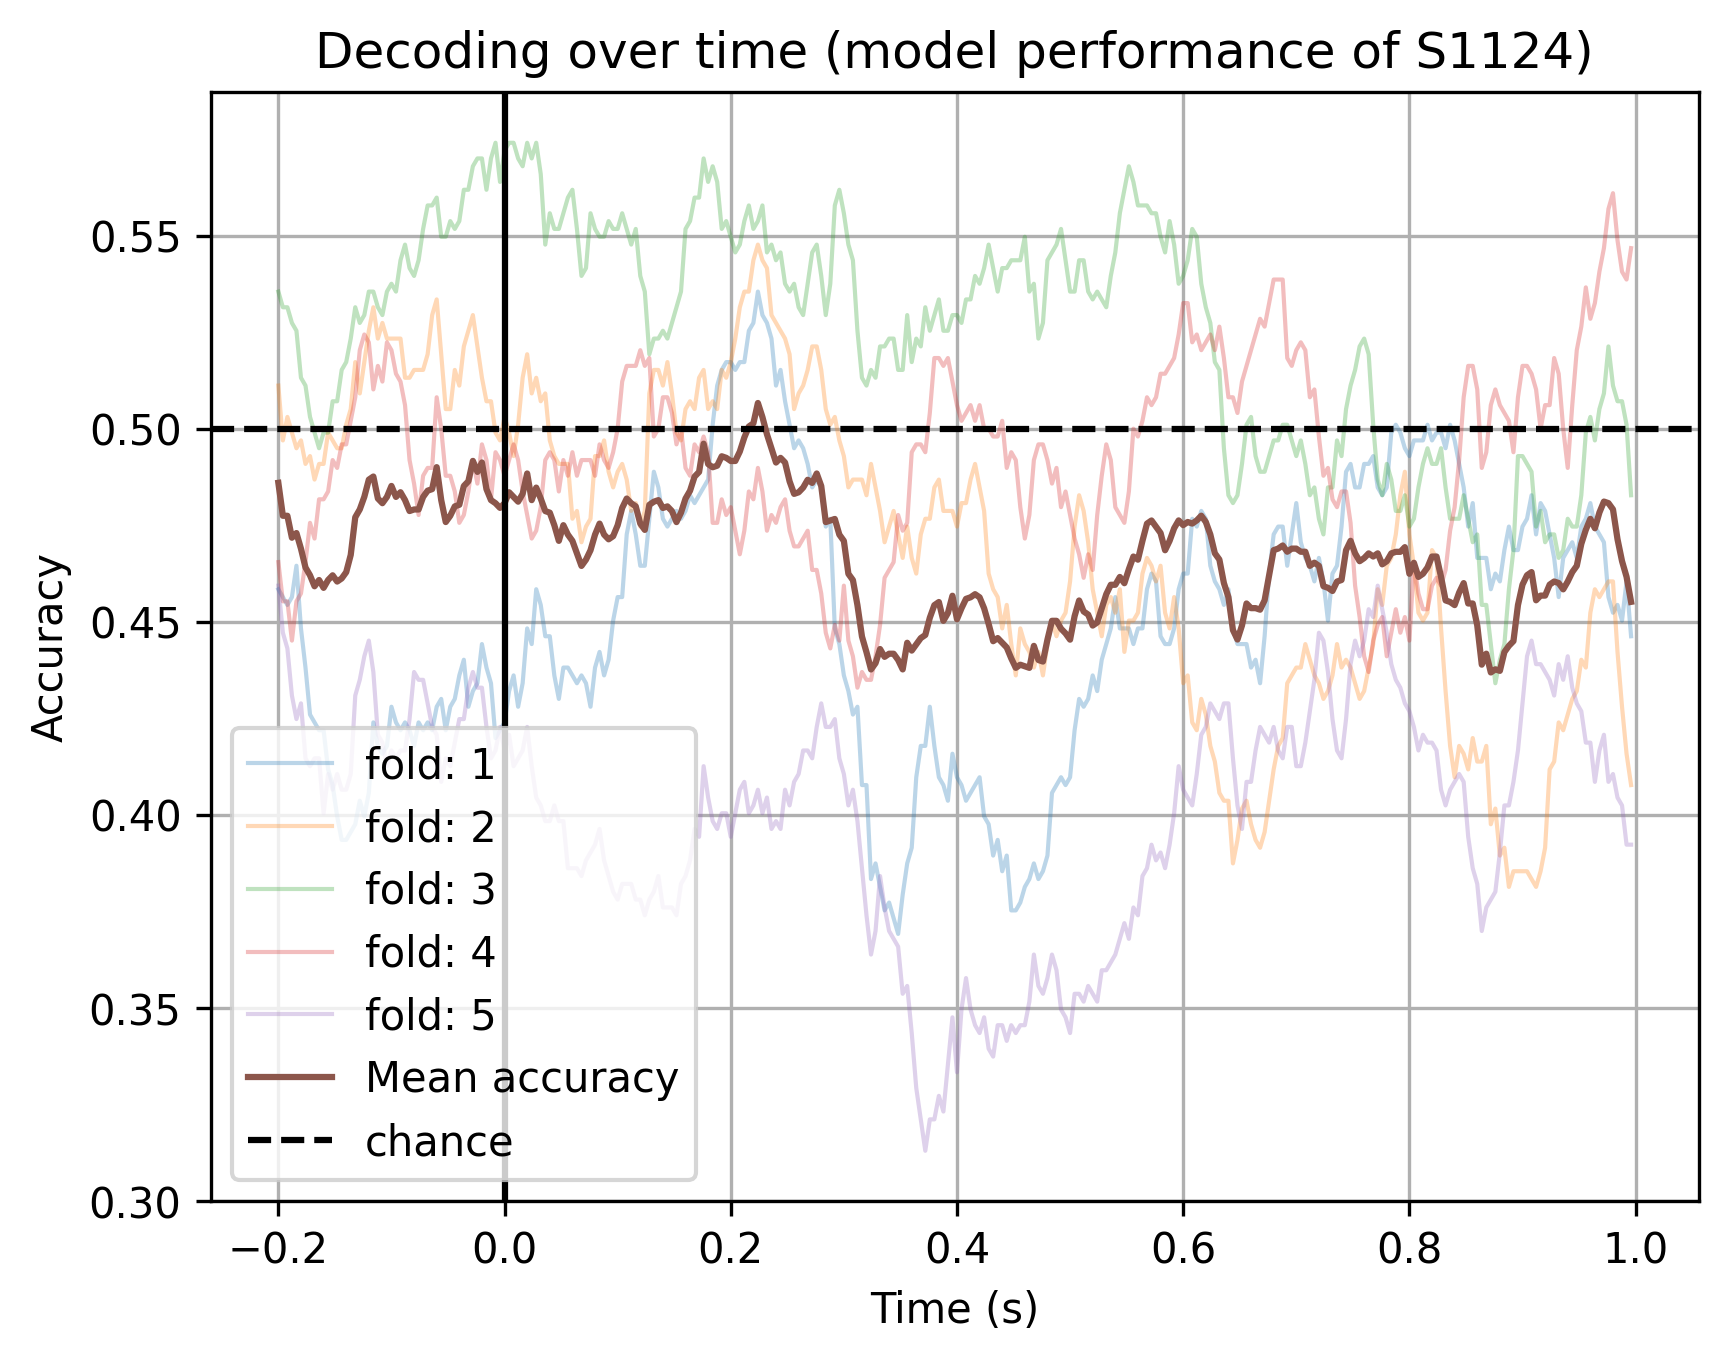 Decoding over time (model performance of S1124)
Accuracy
0.55
0.50
0.45
0.40
0.35
0.30
fold: 1
fold: 2
fold: 3
fold: 4
fold: 5
Mean accuracy
chance
−0.2 0.0 0.2 0.4 0.6 0.8 1.0
Time (s)